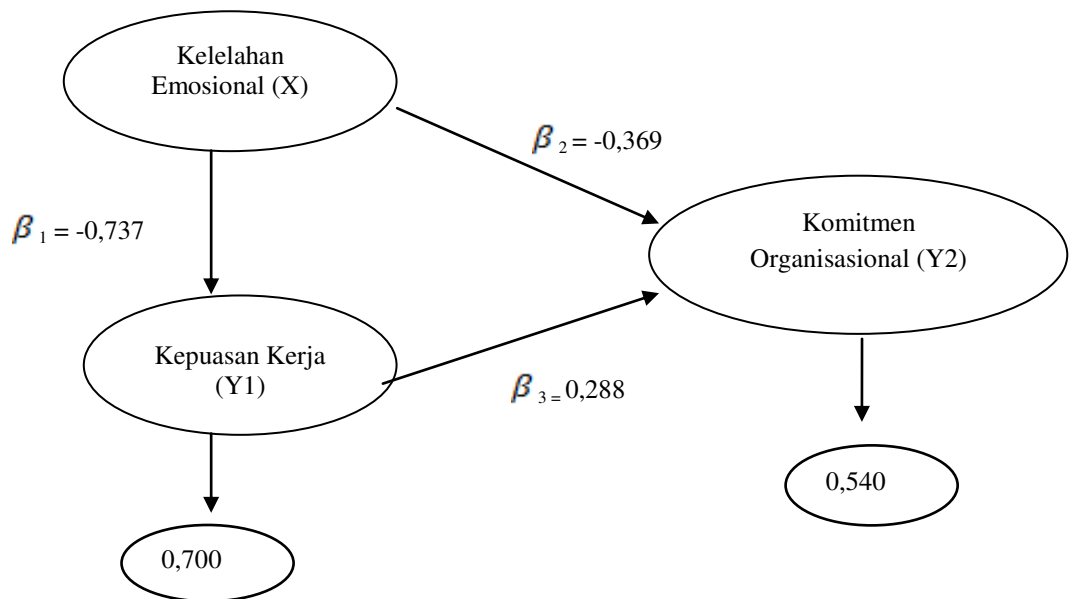 Kelelahan
Emosional (X)
β 2 = -0,369
Komitmen
Organisasional (Y2)
β 1 = -0,737
Kepuasan Kerja
(Y1)
β 3 = 0,288
0,540
0,700